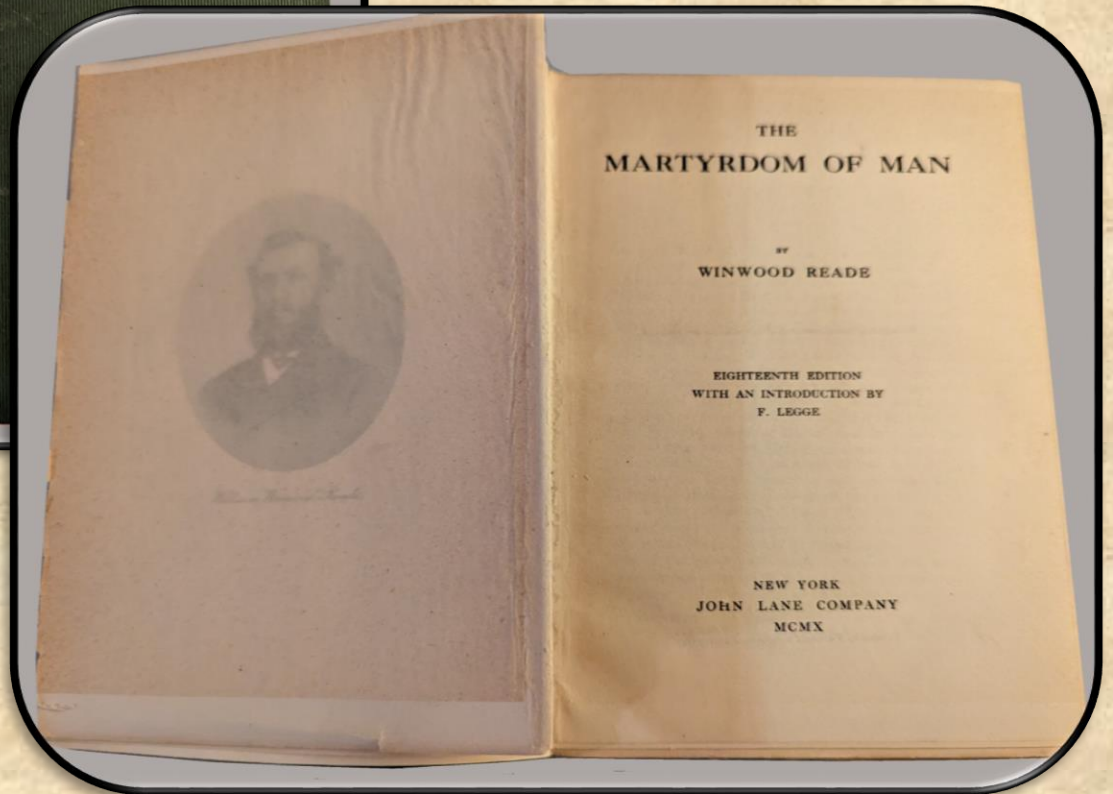 THE
MARTYRDOM OF MAN
BY
WINWOOD READE
EIGHTEENTH EDITION
WITH AN INTRODUCTION BY
F. LEGGE
NEW YORK
JOHN LANE COMPANY
MCMX